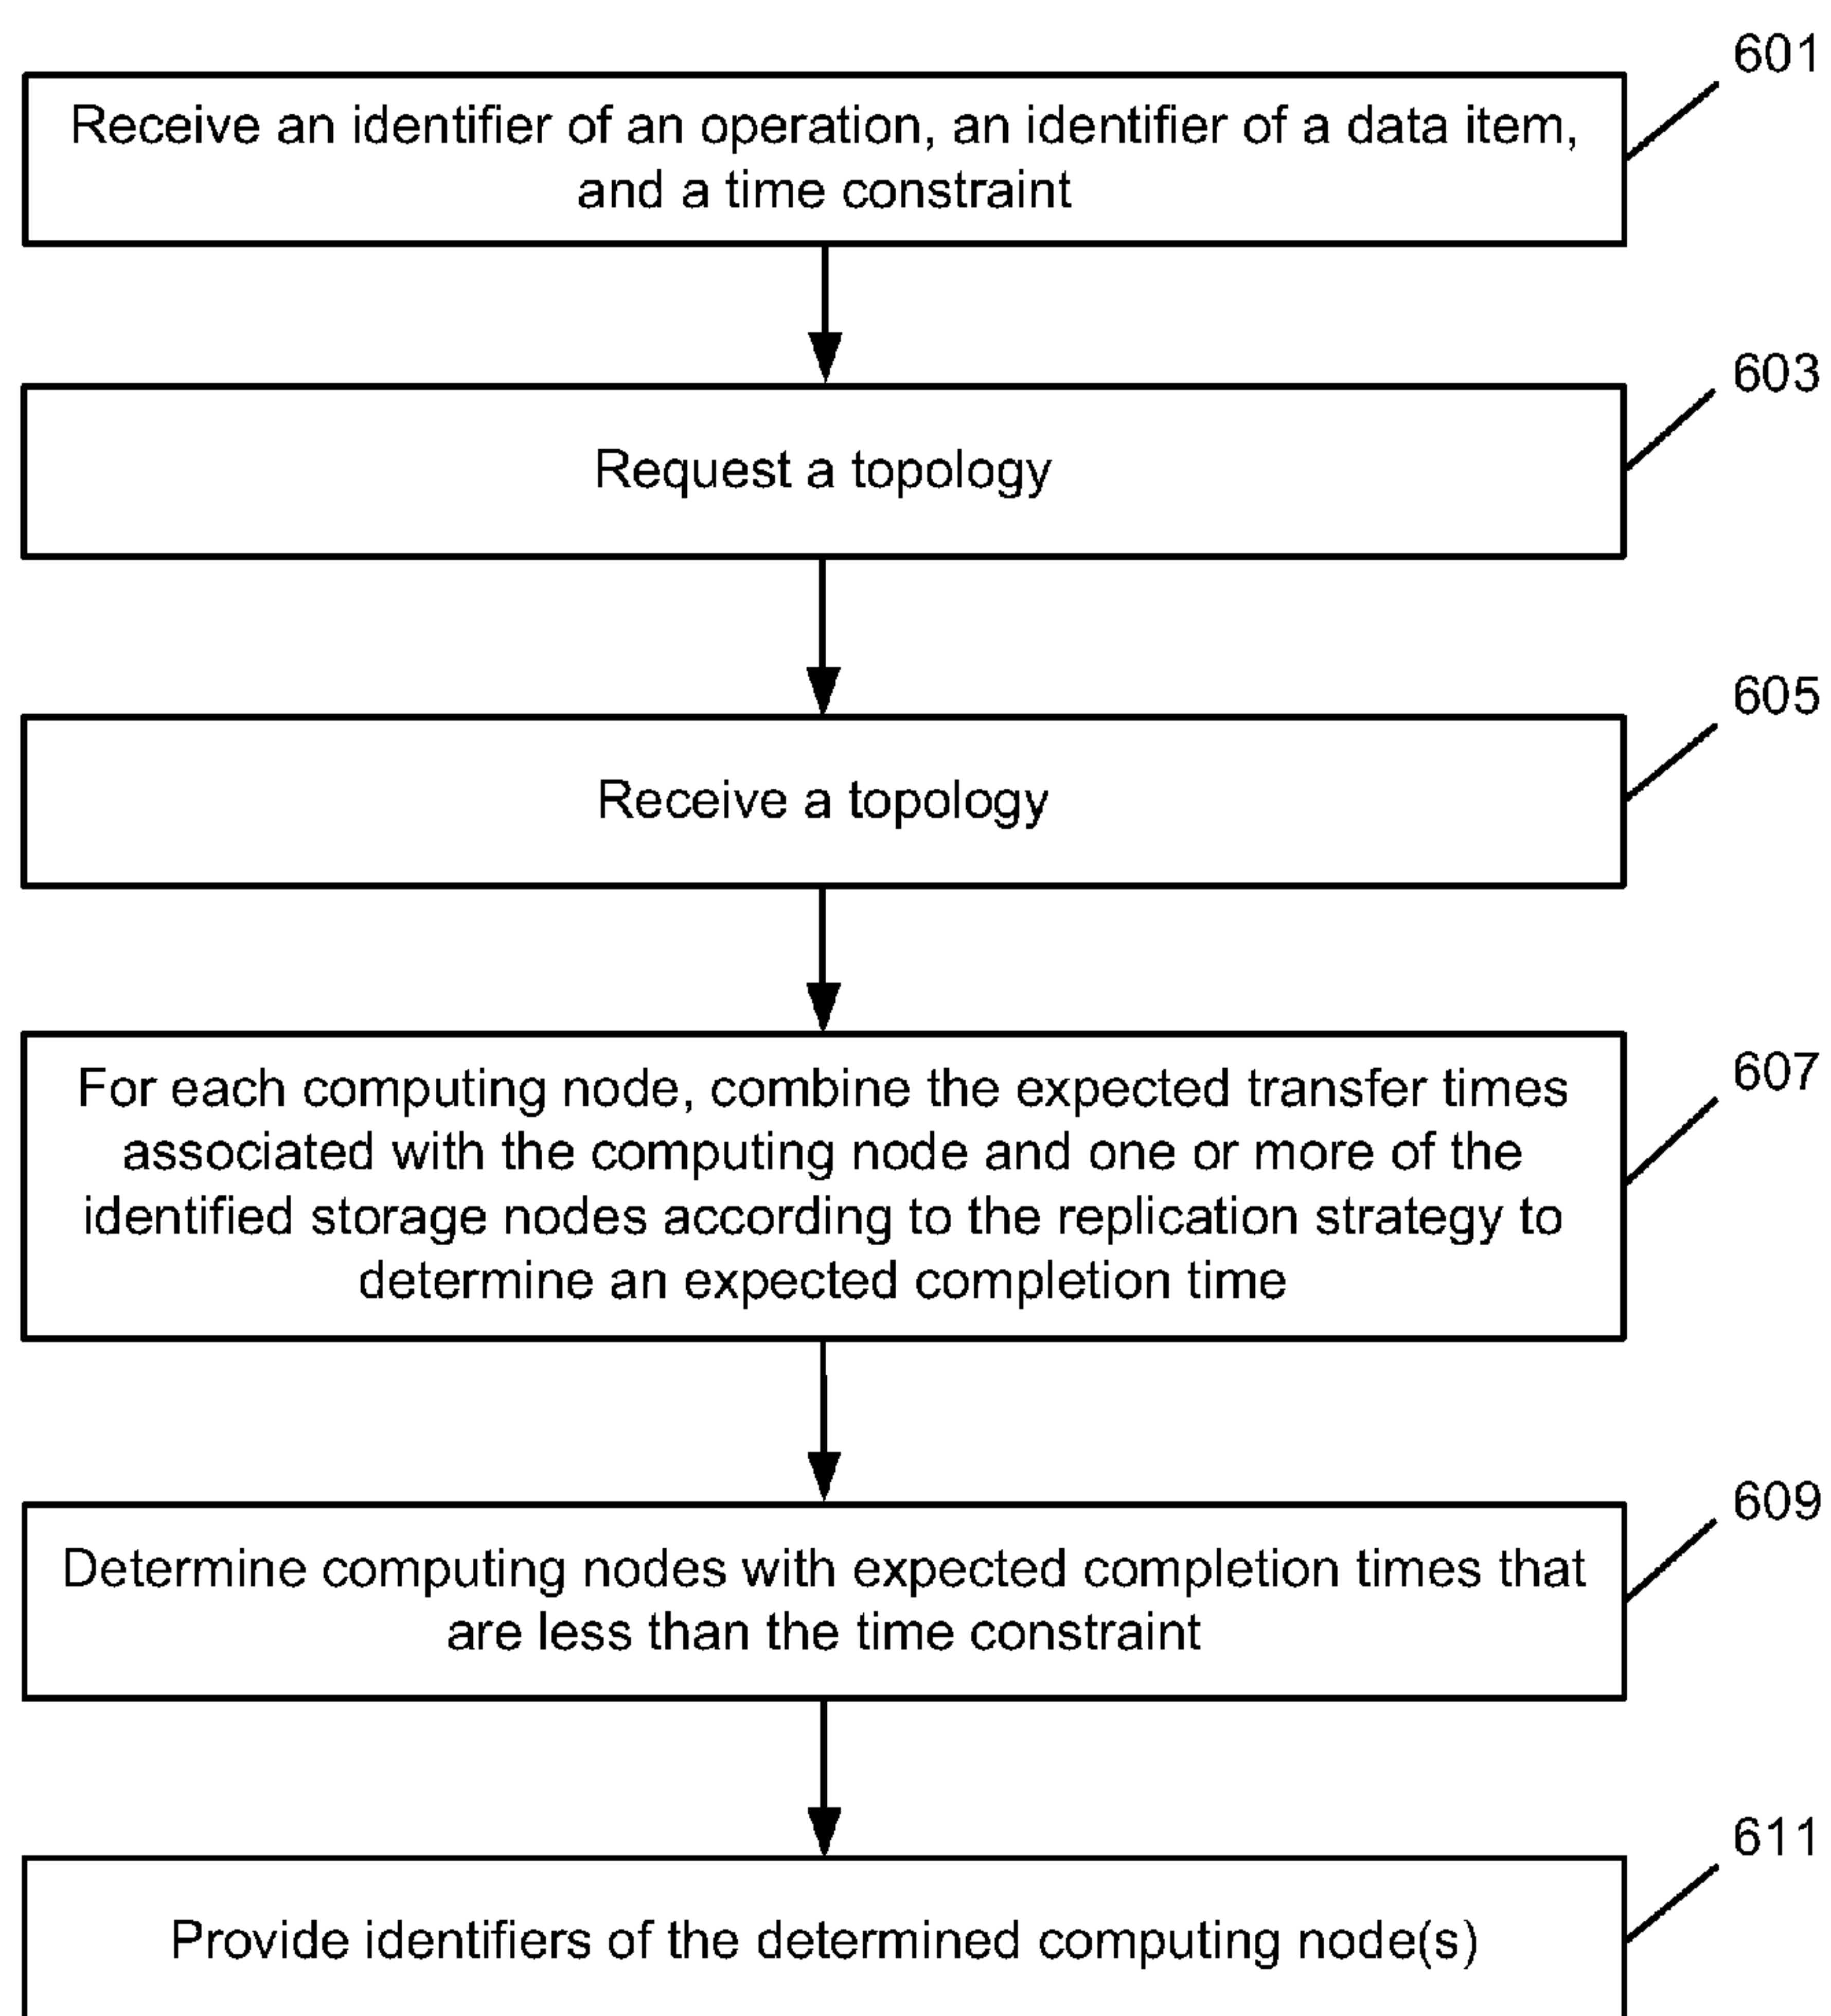 601
Receive an identifier of an operation, an identifier of a data item,
and a time constraint
603
Request a topology
605
Receive a topology
607
For each computing node, combine the expected transfer times
associated with the computing node and one or more of the
identified storage nodes according to the replication strategy to
determine an expected completion time
609
Determine computing nodes with expected completion times that
are less than the time constraint
611
Provide identifiers of the determined computing node(s)